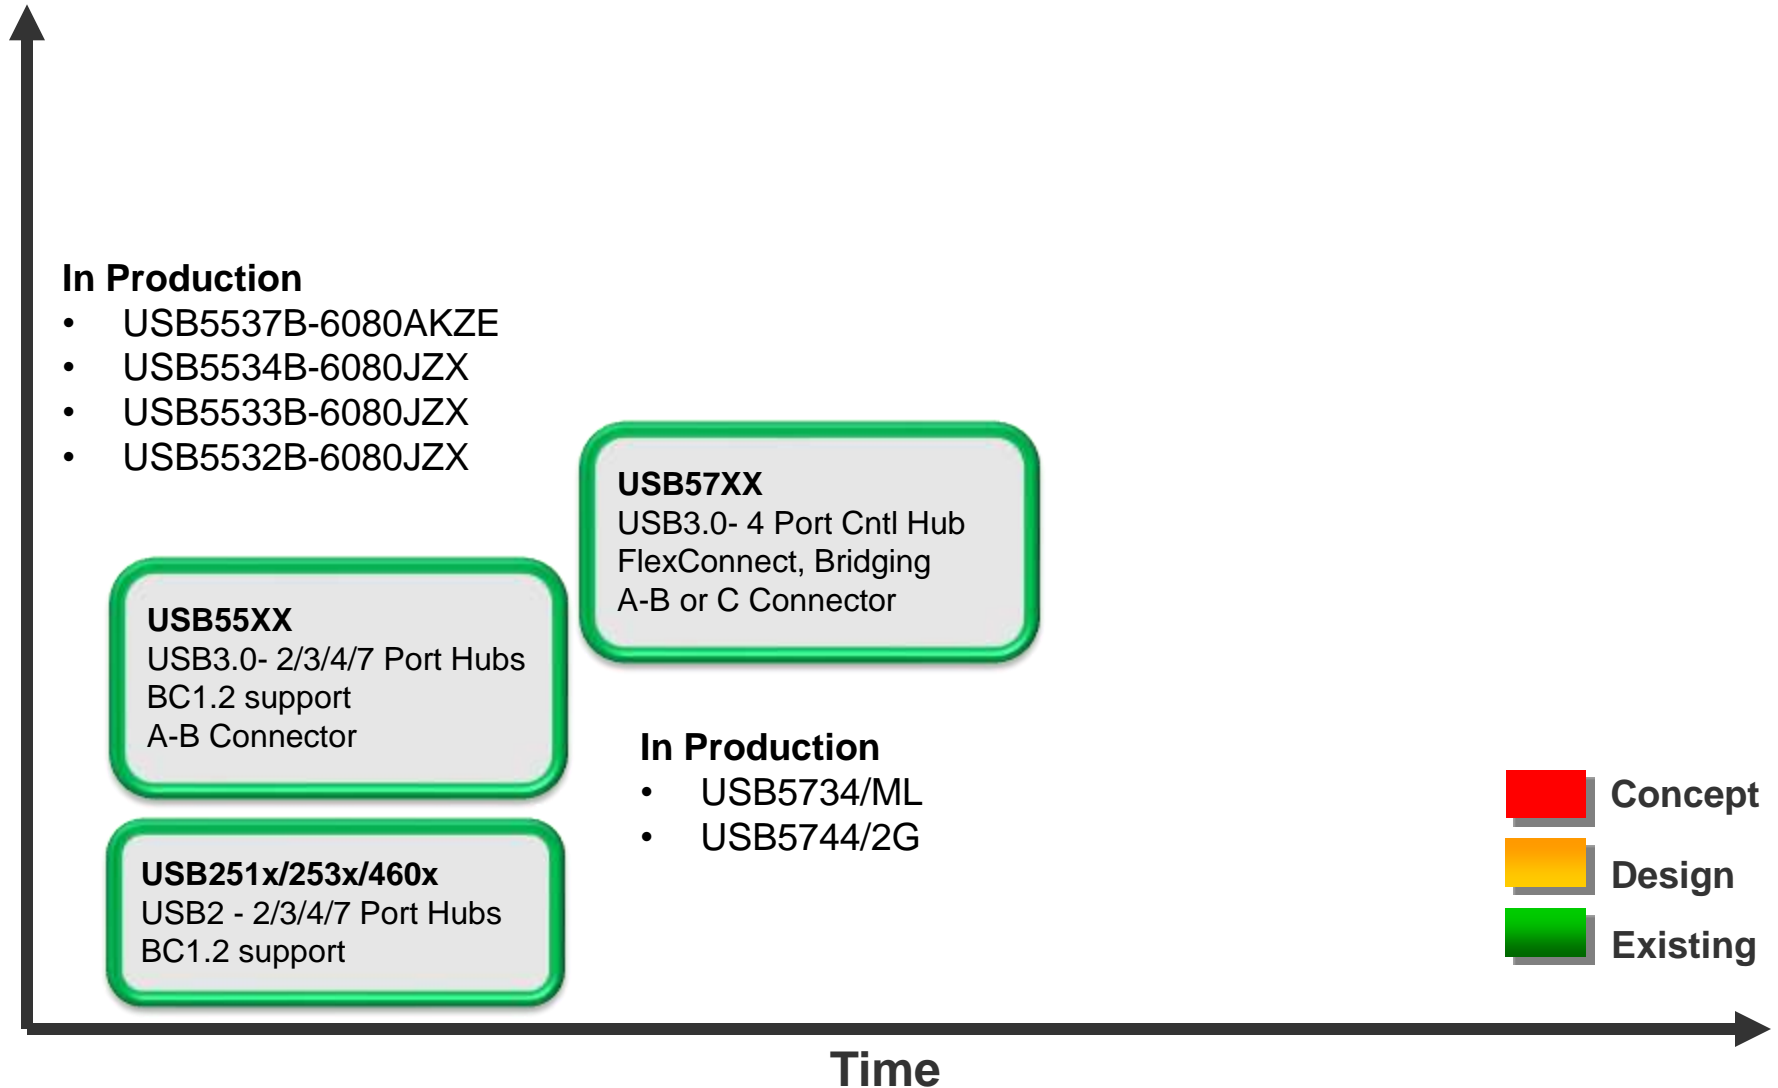 In Production
• USB5537B-6080AKZE
• USB5534B-6080JZX
• USB5533B-6080JZX
• USB5532B-6080JZX
USB57XX
USB3.0- 4 Port Cntl Hub
FlexConnect, Bridging
A-B or C Connector
USB55XX
USB3.0- 2/3/4/7 Port Hubs
BC1.2 support
A-B Connector
In Production
• USB5734/ML
• USB5744/2G
USB251x/253x/460x
USB2 - 2/3/4/7 Port Hubs
BC1.2 support
Concept
Design
Existing
Time